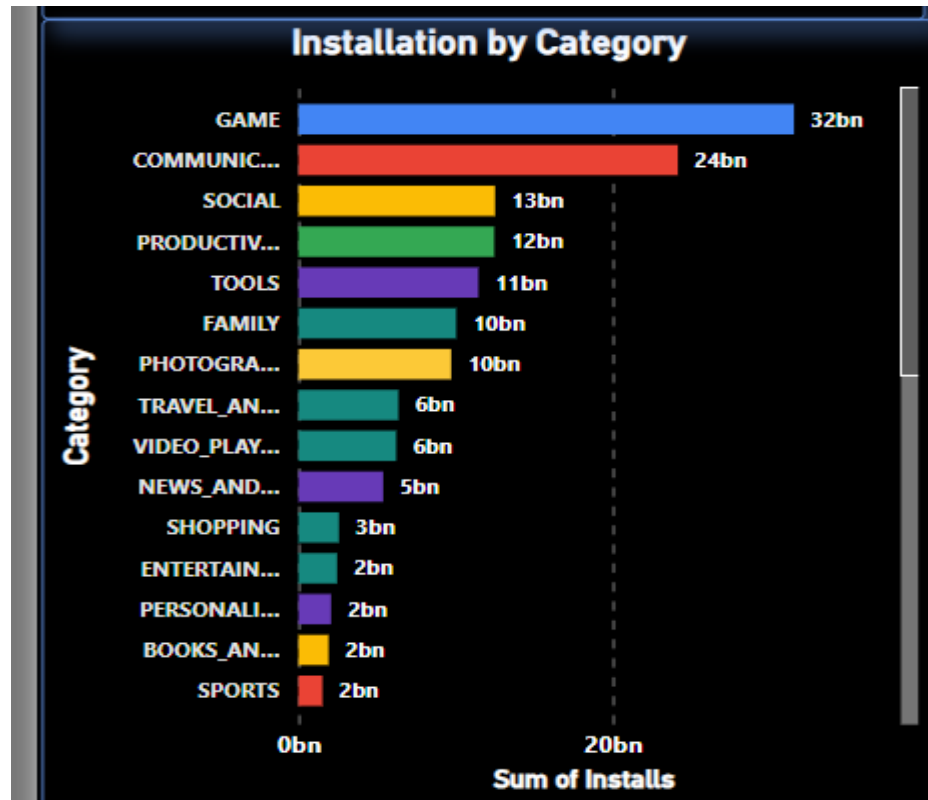 Installation by Category
GAME 32bn
COMMUNIC... 24bn
SOCIAL 13bn
PRODUCTIV... 12bn
TOOLS 11bn
FAMILY 10bn
PHOTOGRA... 10bn
TRAVEL_AN... 6bn
VIDEO_PLAY... 6bn
NEWS_AND... 5bn
SHOPPING 3bn
ENTERTAIN... 2bn
PERSONALI... 2bn
BOOKS_AN... 2bn
SPORTS 2bn
Category
0bn 20bn
Sum of Installs